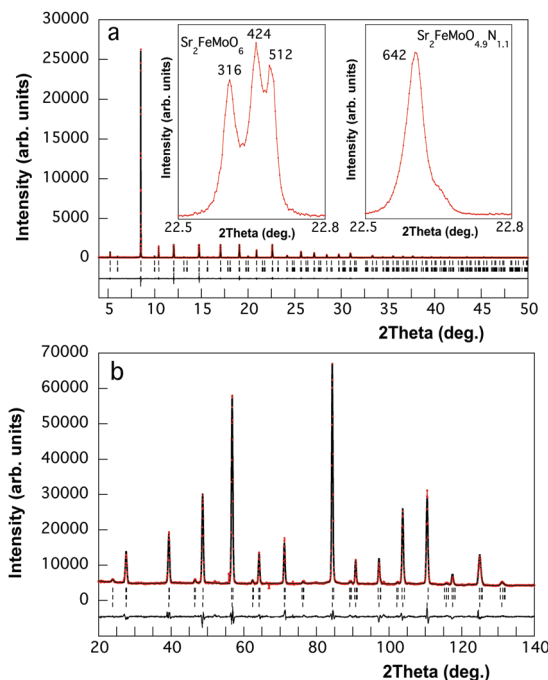 a
Intensity (arb. units)
30000
25000
20000
15000
10000
5000
0
Sr2FeMoO6
316
424
512
Intensity (arb. units)
22.5
22.8
2Theta (deg.)
Sr2FeMoO4.9N1.1
642
Intensity (arb. units)
22.5
22.8
2Theta (deg.)
5 10 15 20 25 30 35 40 45 50
2Theta (deg.)
b
Intensity (arb. units)
70000
60000
50000
40000
30000
20000
10000
0
20 40 60 80 100 120 140
2Theta (deg.)